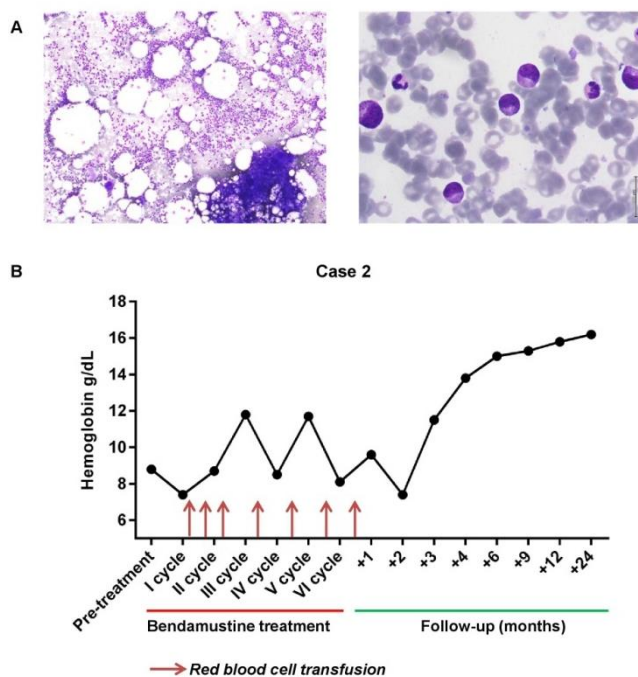 A
B
Case 2
Hemoglobin g/dL
18
16
14
12
10
8
6
Pre-treatment
I cycle
II cycle
III cycle
IV cycle
V cycle
VI cycle
+1
+2
+3
+4
+6
+9
+12
+24
Bendamustine treatment
Follow-up (months)
Red blood cell transfusion